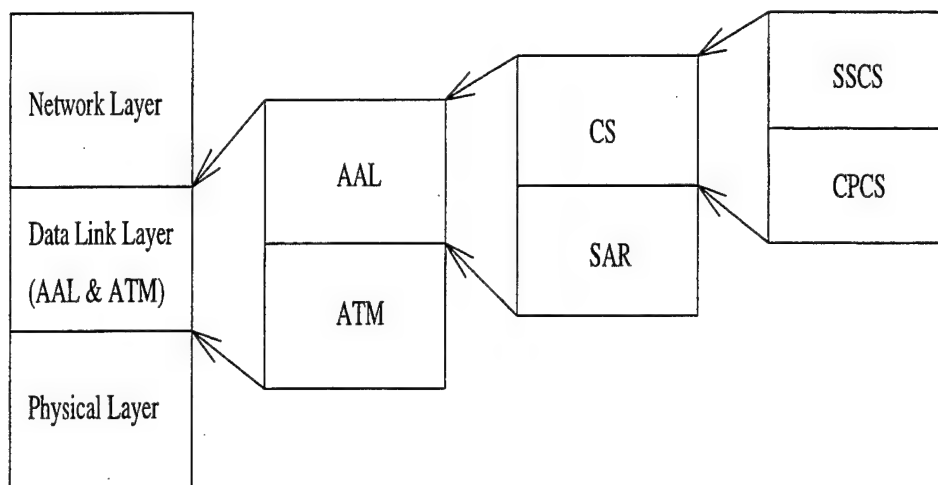 Network Layer
Data Link Layer
(AAL & ATM)
Physical Layer
AAL
ATM
CS
SAR
SSCS
CPCS